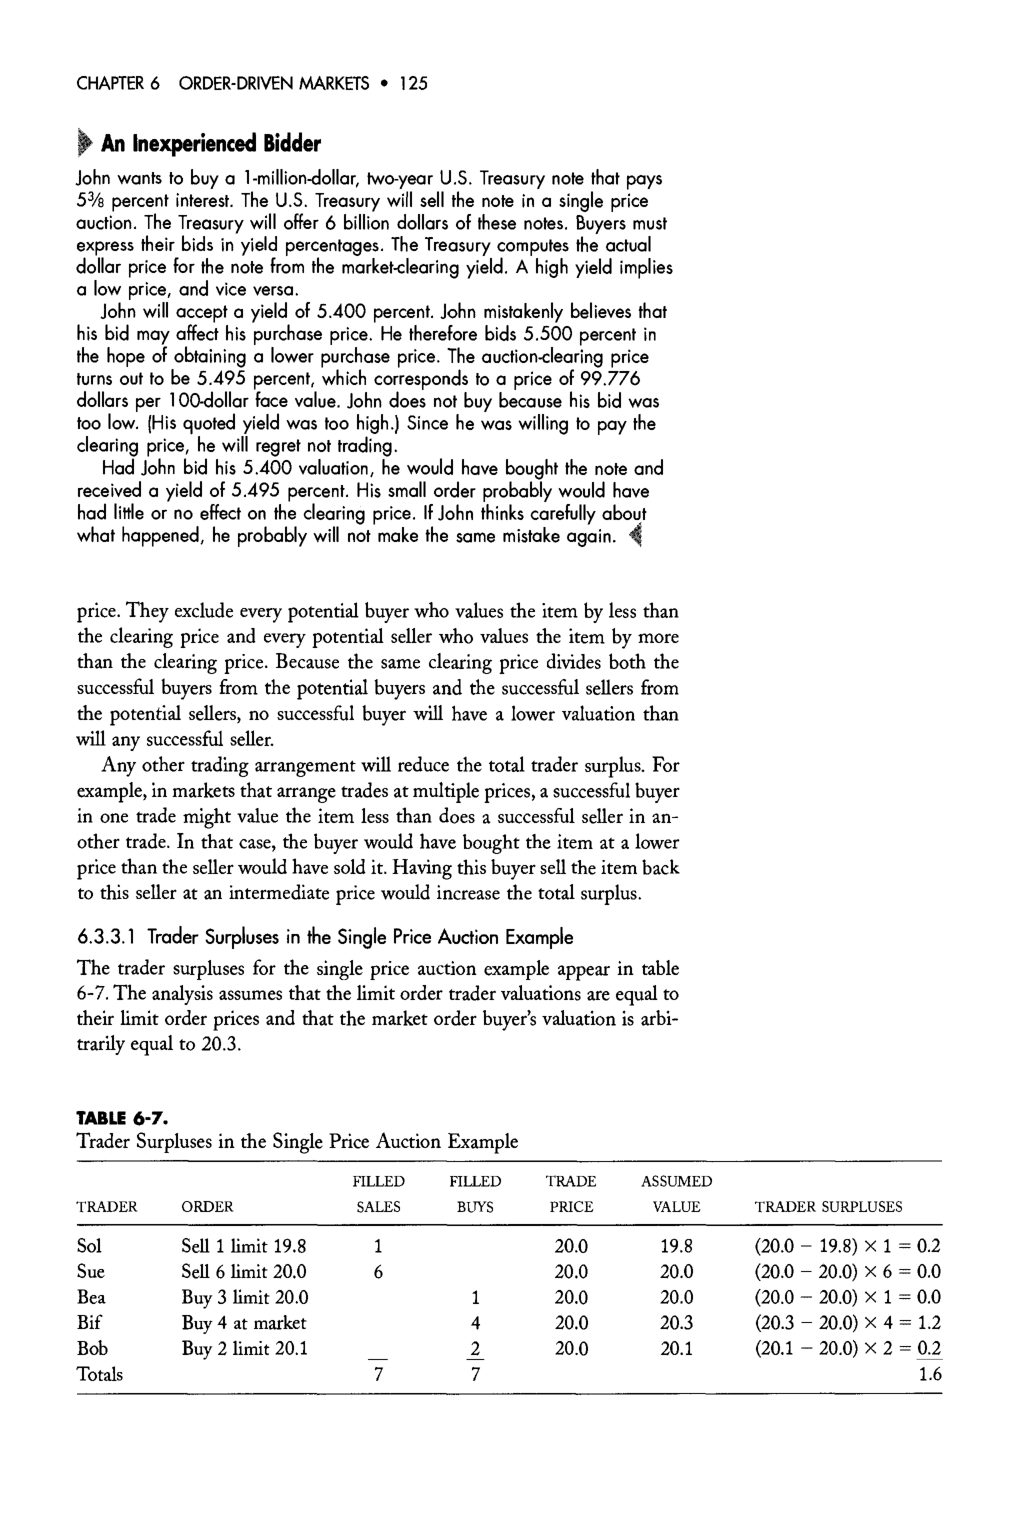 CHAPTER 6 ORDER-DRIVEN MARKETS • 125
An Inexperienced Bidder
John wants to buy a 1-million-dollar, two-year U.S. Treasury note that pays
5⅜ percent interest. The U.S. Treasury will sell the note in a single price
auction. The Treasury will offer 6 billion dollars of these notes. Buyers must
express their bids in yield percentages. The Treasury computes the actual
dollar price for the note from the market-clearing yield. A high yield implies
a low price, and vice versa.
John will accept a yield of 5.400 percent. John mistakenly believes that
his bid may affect his purchase price. He therefore bids 5.500 percent in
the hope of obtaining a lower purchase price. The auction-clearing price
turns out to be 5.495 percent, which corresponds to a price of 99.776
dollars per 100-dollar face value. John does not buy because his bid was
too low. (His quoted yield was too high.) Since he was willing to pay the
clearing price, he will regret not trading.
Had John bid his 5.400 valuation, he would have bought the note and
received a yield of 5.495 percent. His small order probably would have
had little or no effect on the clearing price. If John thinks carefully about
what happened, he probably will not make the same mistake again.
price. They exclude every potential buyer who values the item by less than
the clearing price and every potential seller who values the item by more
than the clearing price. Because the same clearing price divides both the
successful buyers from the potential buyers and the successful sellers from
the potential sellers, no successful buyer will have a lower valuation than
will any successful seller.
Any other trading arrangement will reduce the total trader surplus. For
example, in markets that arrange trades at multiple prices, a successful buyer
in one trade might value the item less than does a successful seller in an-
other trade. In that case, the buyer would have bought the item at a lower
price than the seller would have sold it. Having this buyer sell the item back
to this seller at an intermediate price would increase the total surplus.
6.3.3.1 Trader Surpluses in the Single Price Auction Example
The trader surpluses for the single price auction example appear in table
6-7. The analysis assumes that the limit order trader valuations are equal to
their limit order prices and that the market order buyer's valuation is arbi-
trarily equal to 20.3.
TABLE 6-7.
Trader Surpluses in the Single Price Auction Example
FILLED FILLED TRADE ASSUMED
TRADER ORDER SALES BUYS PRICE VALUE TRADER SURPLUSES
Sol Sell 1 limit 19.8 1 20.0 19.8 (20.0 − 19.8) × 1 = 0.2
Sue Sell 6 limit 20.0 6 20.0 20.0 (20.0 − 20.0) × 6 = 0.0
Bea Buy 3 limit 20.0 1 20.0 20.0 (20.0 − 20.0) × 1 = 0.0
Bif Buy 4 at market 4 20.0 20.3 (20.3 − 20.0) × 4 = 1.2
Bob Buy 2 limit 20.1 2 20.0 20.1 (20.1 − 20.0) × 2 = 0.2
Totals 7 7 1.6